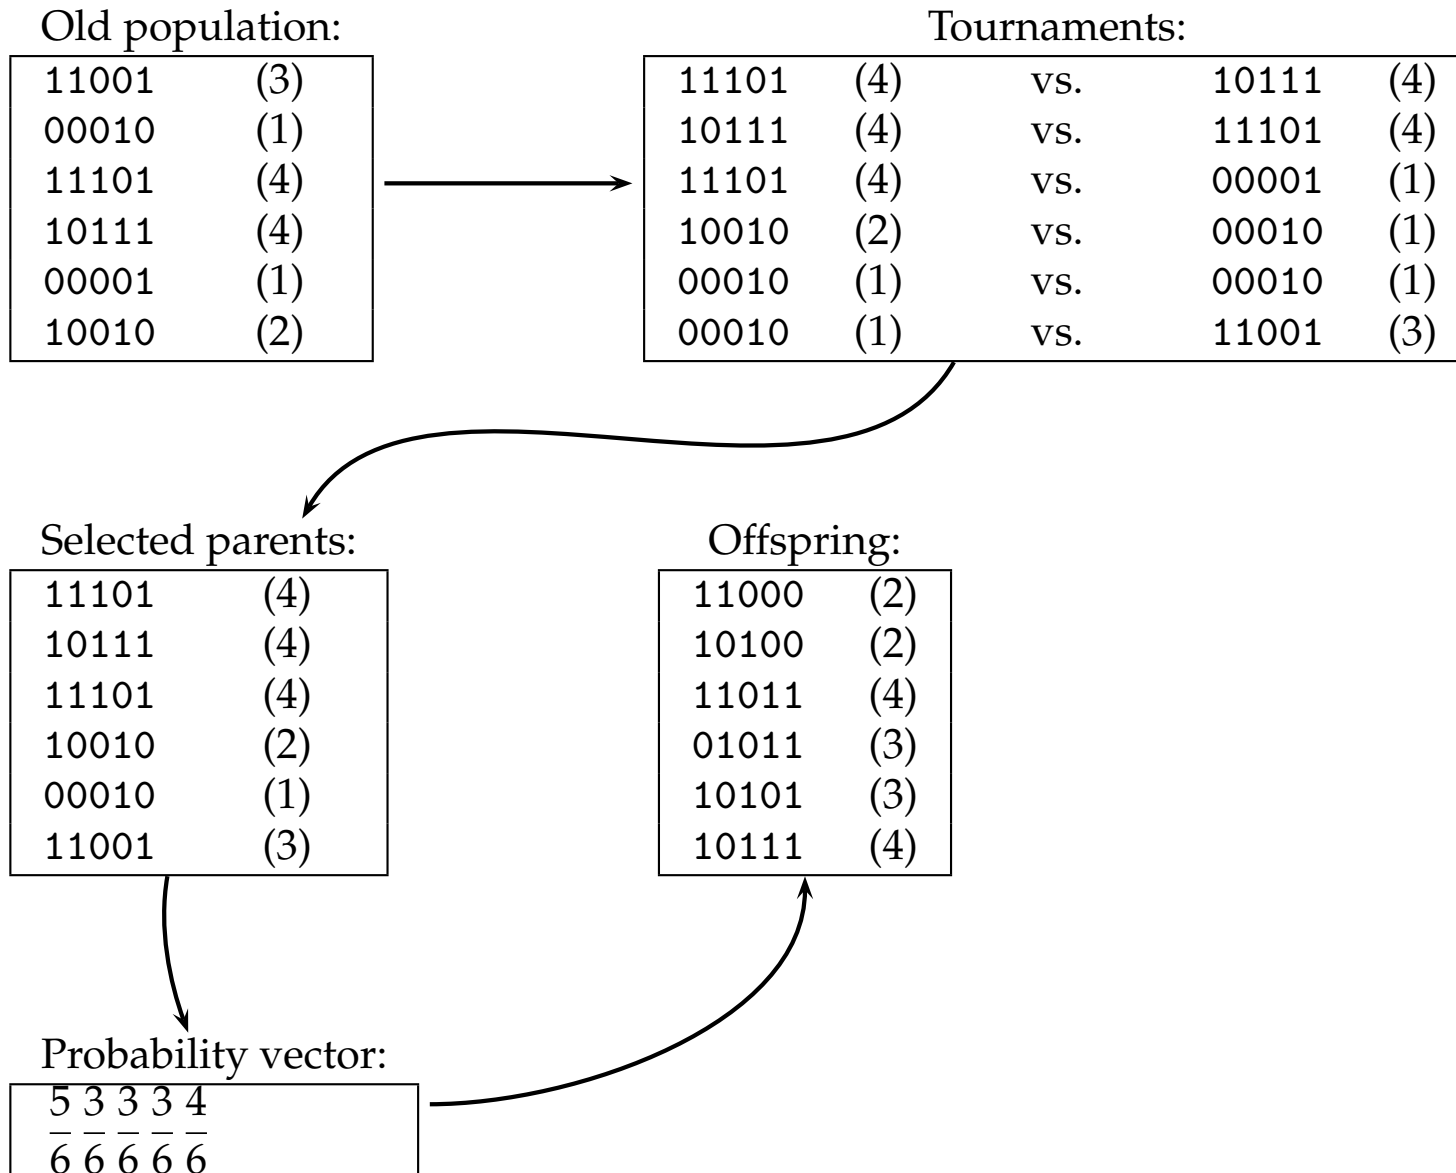 Old population:
11001 (3)
00010 (1)
11101 (4)
10111 (4)
00001 (1)
10010 (2)
Tournaments:
11101 (4) vs. 10111 (4)
10111 (4) vs. 11101 (4)
11101 (4) vs. 00001 (1)
10010 (2) vs. 00010 (1)
00010 (1) vs. 00010 (1)
00010 (1) vs. 11001 (3)
Selected parents:
11101 (4)
10111 (4)
11101 (4)
10010 (2)
00010 (1)
11001 (3)
Offspring:
11000 (2)
10100 (2)
11011 (4)
01011 (3)
10101 (3)
10111 (4)
Probability vector:
5 3 3 3 4
6 6 6 6 6